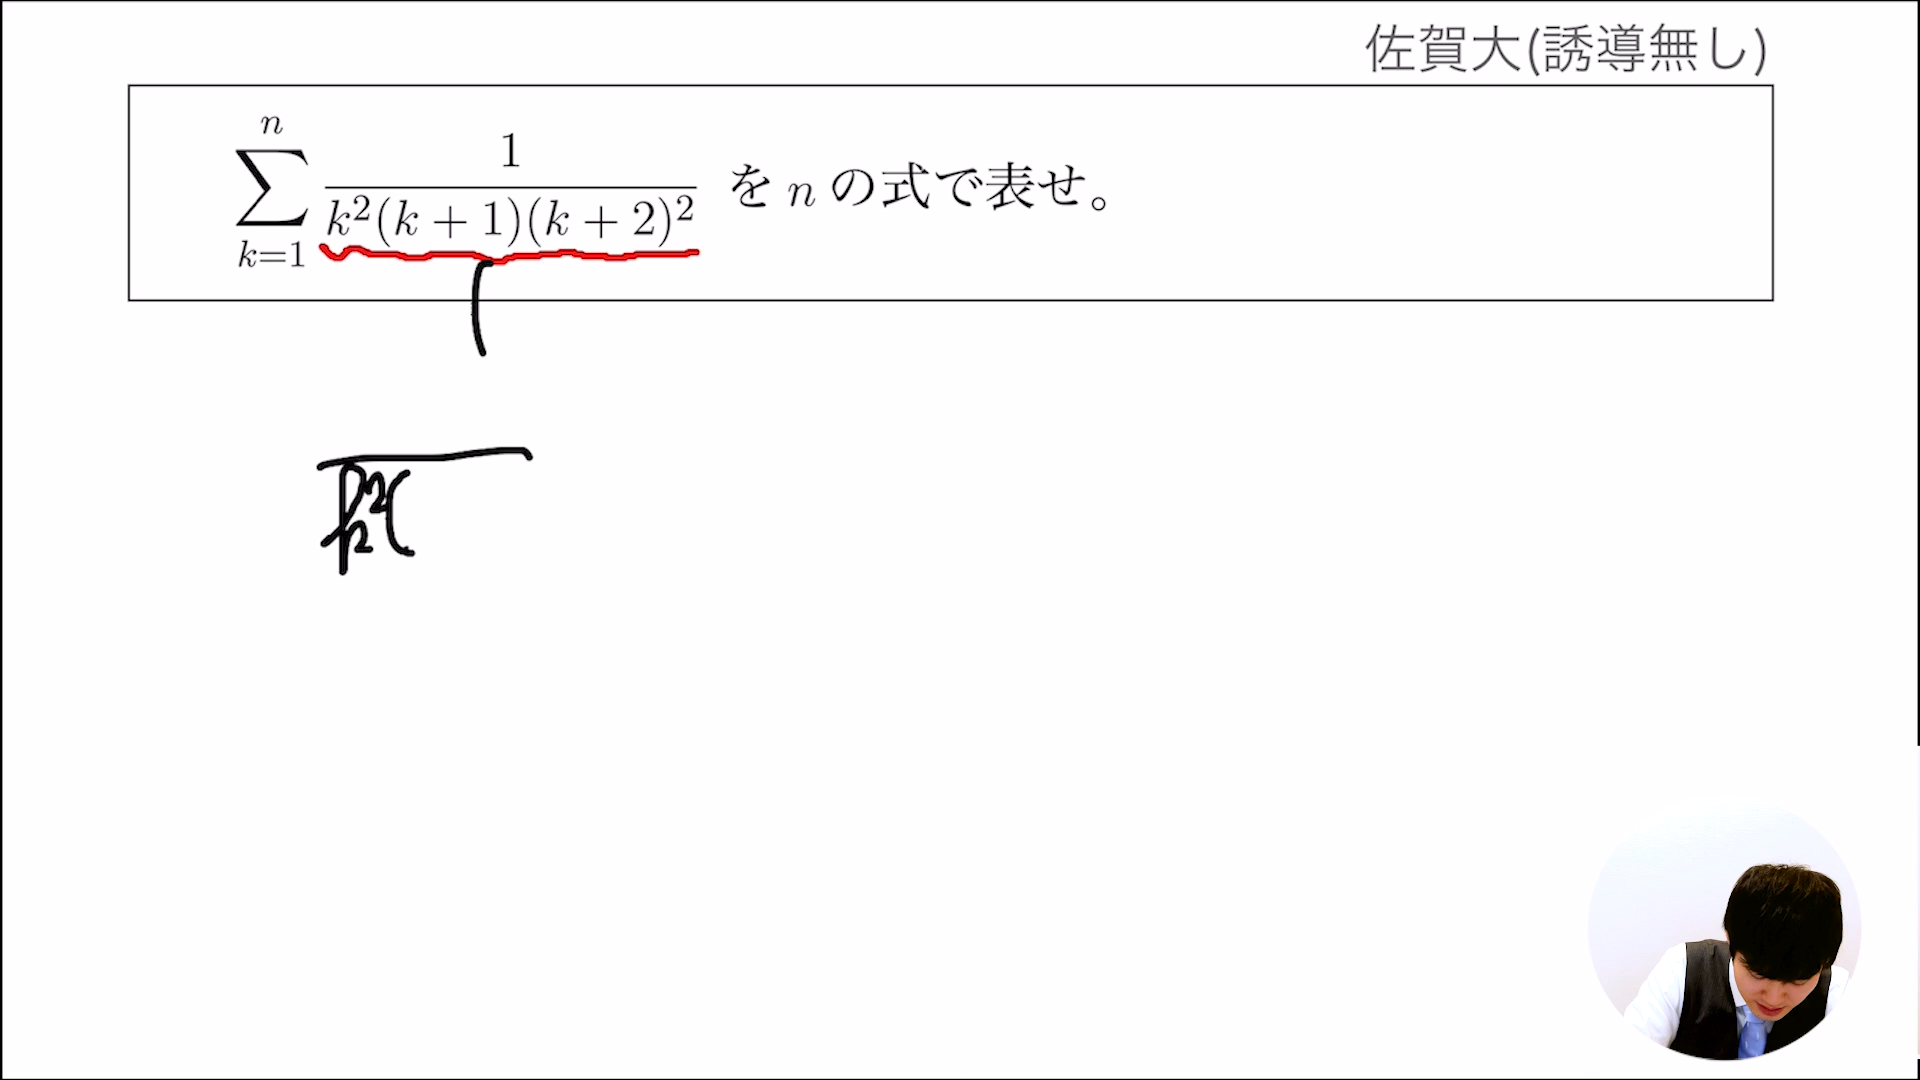 佐賀大(誘導無し)
\sum_{k=1}^{n} \frac{1}{k^2(k+1)(k+2)^2} を n の式で表せ。
k^2(